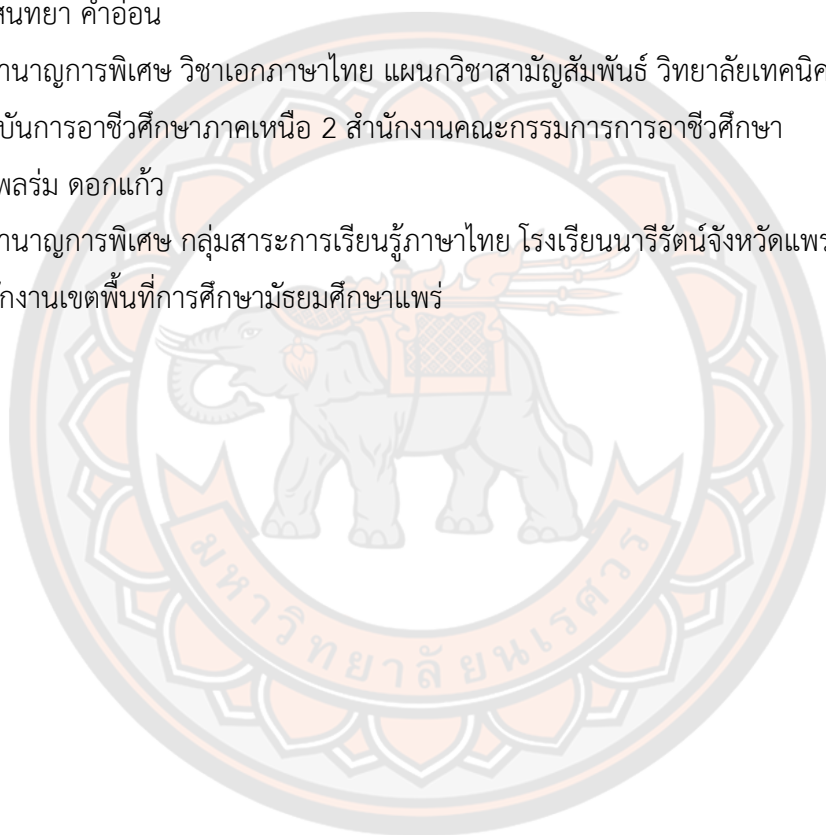 สนทยา คำอ่อน
านาญการพิเศษ วิชาเอกภาษาไทย แผนกวิชาสามัญสัมพันธ์ วิทยาลัยเทคนิค
บันการอาชีวศึกษาภาคเหนือ 2 สำนักงานคณะกรรมการการอาชีวศึกษา
พลร่ม ดอกแก้ว
านาญการพิเศษ กลุ่มสาระการเรียนรู้ภาษาไทย โรงเรียนนารีรัตน์จังหวัดแพร
ักงานเขตพื้นที่การศึกษามัธยมศึกษาแพร่
มหาวิทยาลัยนเรศวร